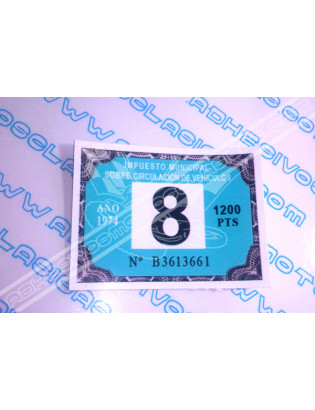 IMPUESTO MUNICIPAL
SOBRE CIRCULACION DE VEHICULOS
AÑO
1974
8
1200
PTS
Nº B3613661